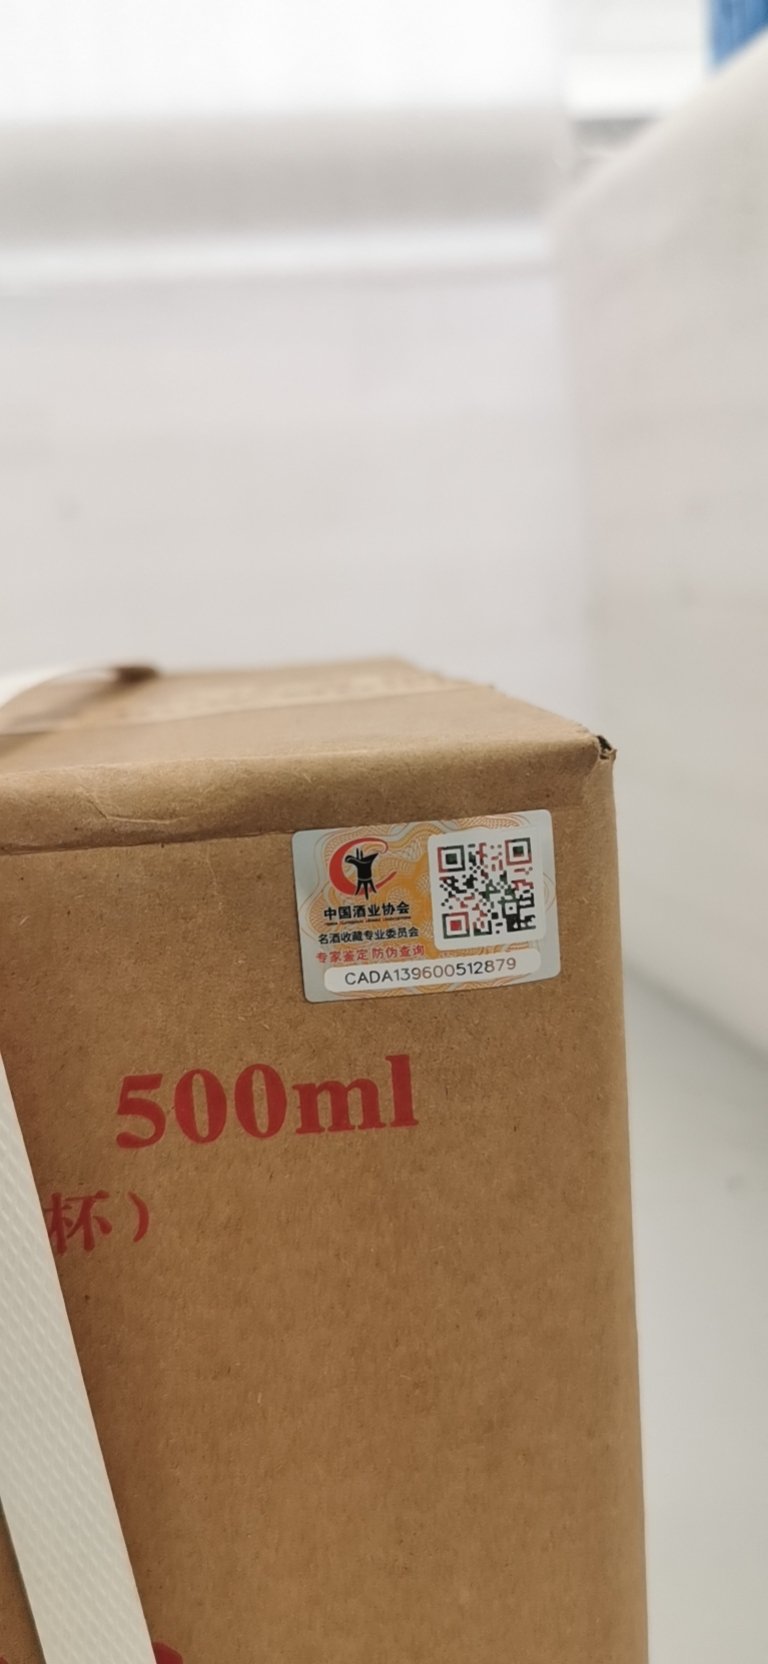 中国酒业协会
名酒收藏专业委员会
专家鉴定 防伪查询
CADA139600512879
500ml
杯）